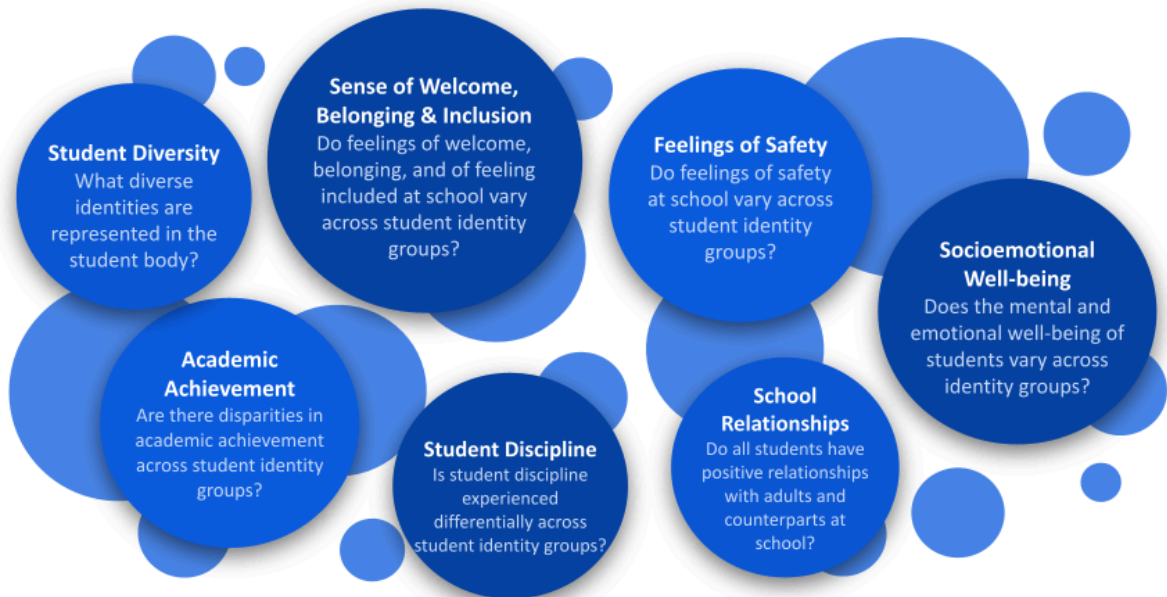 Student Diversity
What diverse
identities are
represented in the
student body?
Sense of Welcome,
Belonging & Inclusion
Do feelings of welcome,
belonging, and of feeling
included at school vary
across student identity
groups?
Feelings of Safety
Do feelings of safety
at school vary across
student identity
groups?
Socioemotional
Well-being
Does the mental and
emotional well-being of
students vary across
identity groups?
Academic
Achievement
Are there disparities in
academic achievement
across student identity
groups?
Student Discipline
Is student discipline
experienced
differentially across
student identity groups?
School
Relationships
Do all students have
positive relationships
with adults and
counterparts at
school?